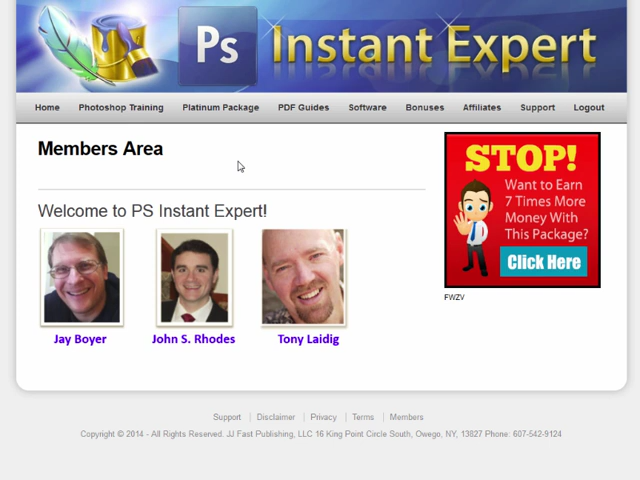 Ps Instant Expert
Home Photoshop Training Platinum Package PDF Guides Software Bonuses Affiliates Support Logout
Members Area
Welcome to PS Instant Expert!
Jay Boyer John S. Rhodes Tony Laidig
STOP!
Want to Earn
7 Times More
Money With
This Package?
Click Here
FWZV
Support Disclaimer Privacy Terms Members
Copyright © 2014 - All Rights Reserved. JJ Fast Publishing, LLC 16 King Point Circle South, Owego, NY, 13827 Phone: 607-542-9124